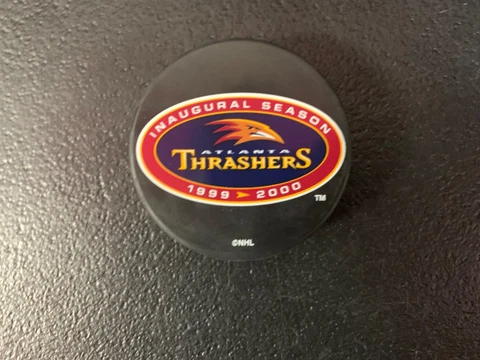 INAUGURAL SEASON
ATLANTA
THRASHERS
1999 2000
TM
©NHL